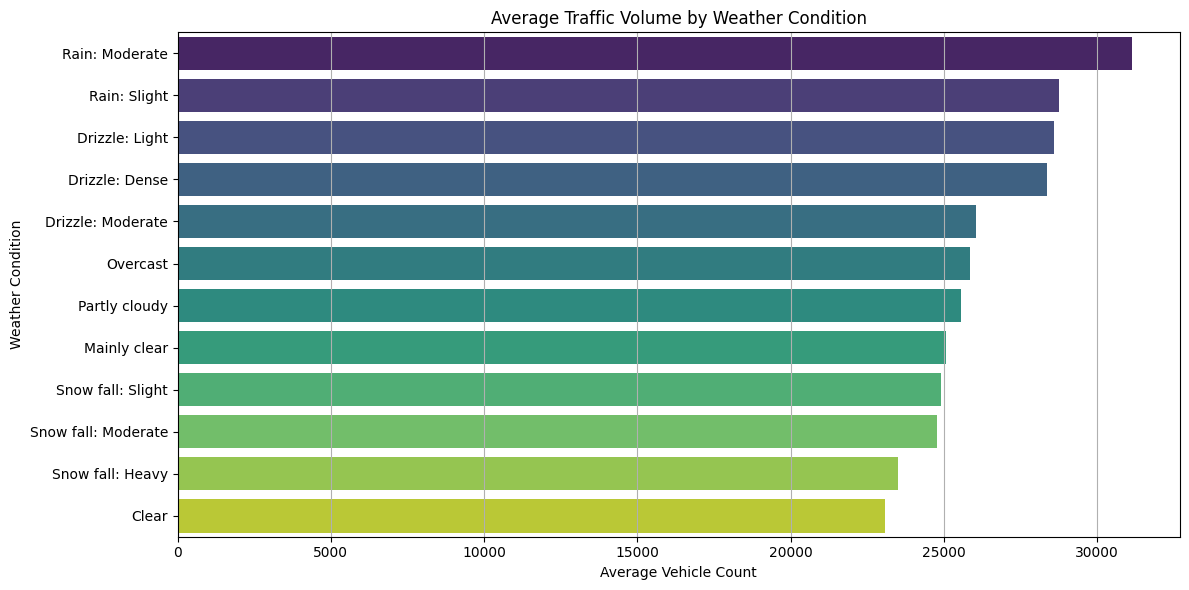 Average Traffic Volume by Weather Condition
Weather Condition
Rain: Moderate
Rain: Slight
Drizzle: Light
Drizzle: Dense
Drizzle: Moderate
Overcast
Partly cloudy
Mainly clear
Snow fall: Slight
Snow fall: Moderate
Snow fall: Heavy
Clear
0 5000 10000 15000 20000 25000 30000
Average Vehicle Count